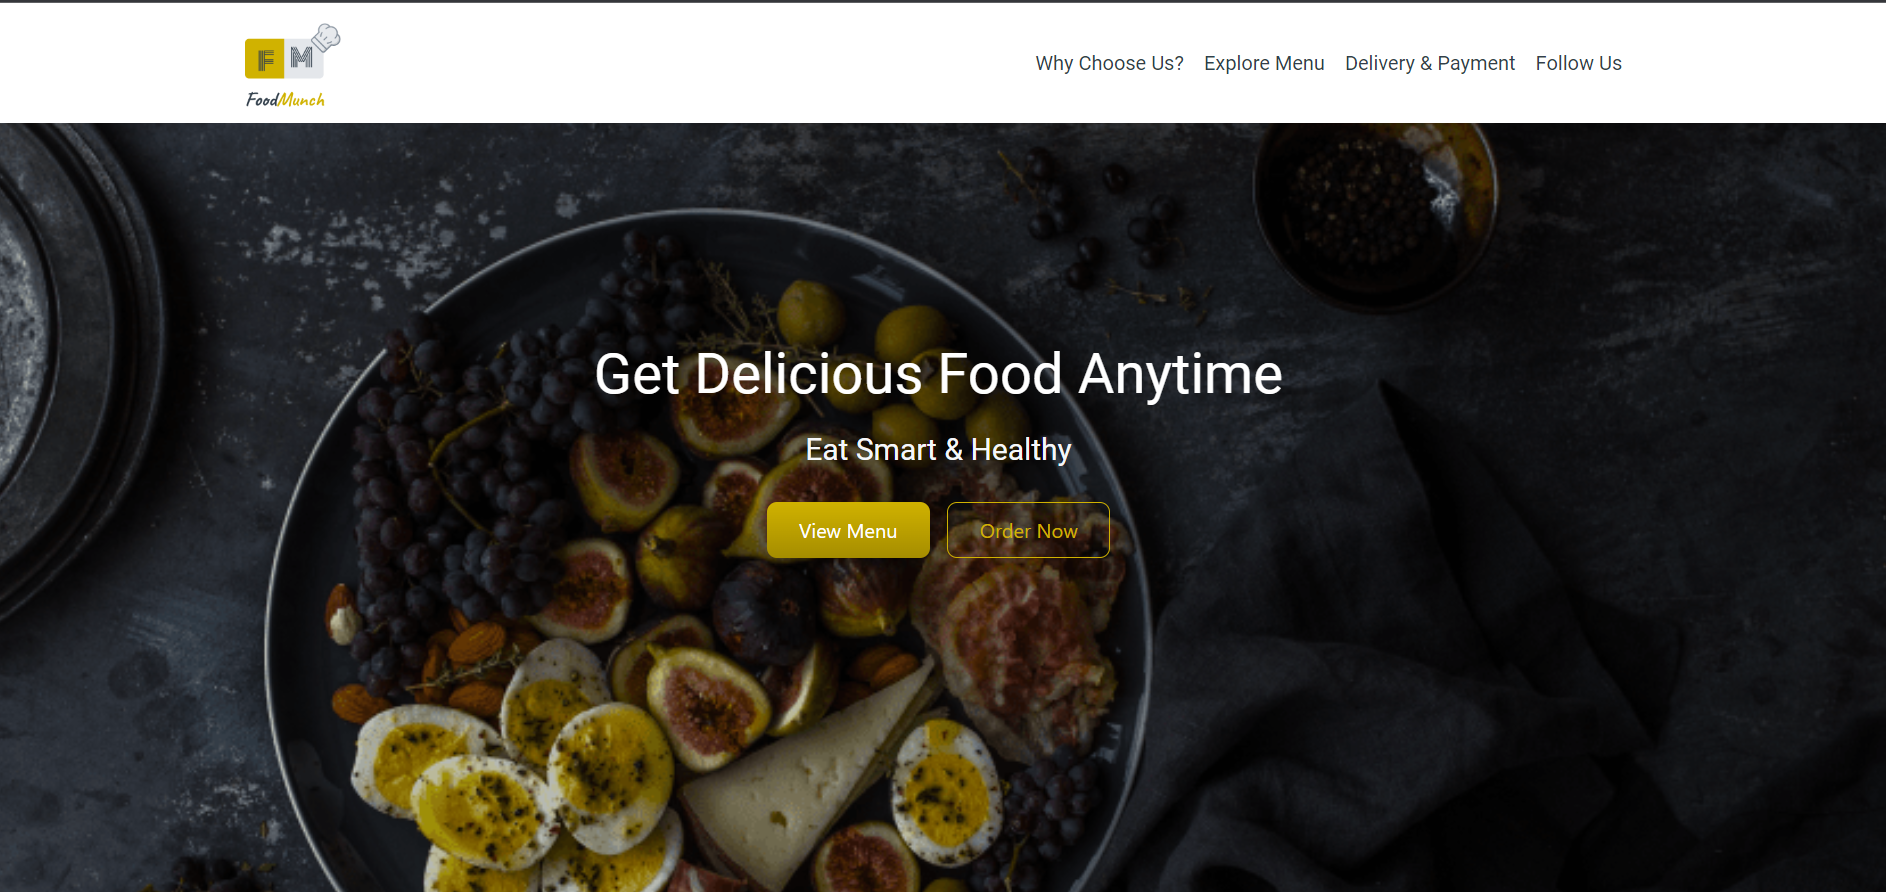 F M
FoodMunch
Why Choose Us? Explore Menu Delivery & Payment Follow Us
Get Delicious Food Anytime
Eat Smart & Healthy
View Menu Order Now